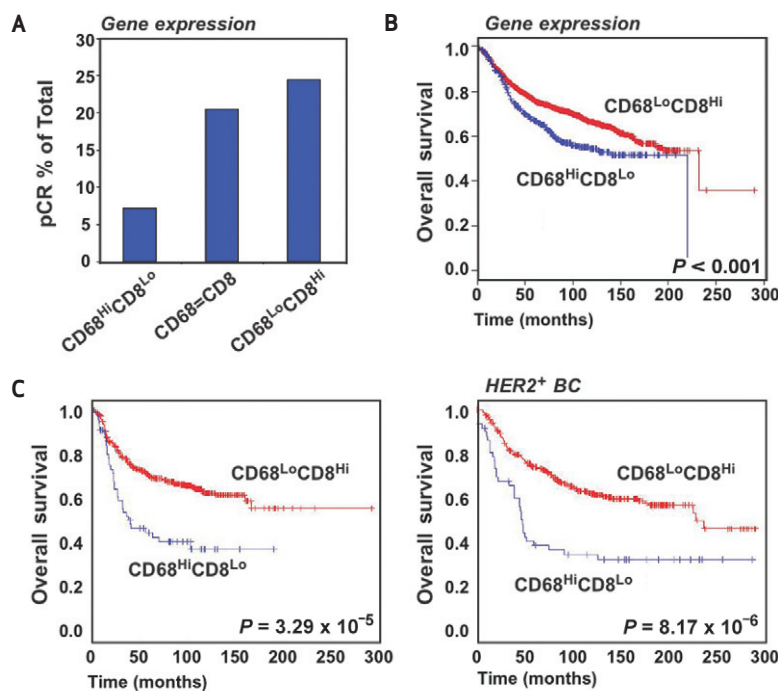 A
Gene expression
pCR % of Total
30
25
20
15
10
5
0
CD68HiCD8Lo
CD68=CD8
CD68LoCD8Hi
B
Gene expression
Overall survival
1.0
0.8
0.6
0.4
0.2
0.0
CD68LoCD8Hi
CD68HiCD8Lo
P < 0.001
0 50 100 150 200 250 300
Time (months)
C
Overall survival
1.0
0.8
0.6
0.4
0.2
0.0
CD68LoCD8Hi
CD68HiCD8Lo
P = 3.29 x 10⁻⁵
0 50 100 150 200 250 300
Time (months)
HER2⁺ BC
Overall survival
1.0
0.8
0.6
0.4
0.2
0.0
CD68LoCD8Hi
CD68HiCD8Lo
P = 8.17 x 10⁻⁶
0 50 100 150 200 250 300
Time (months)